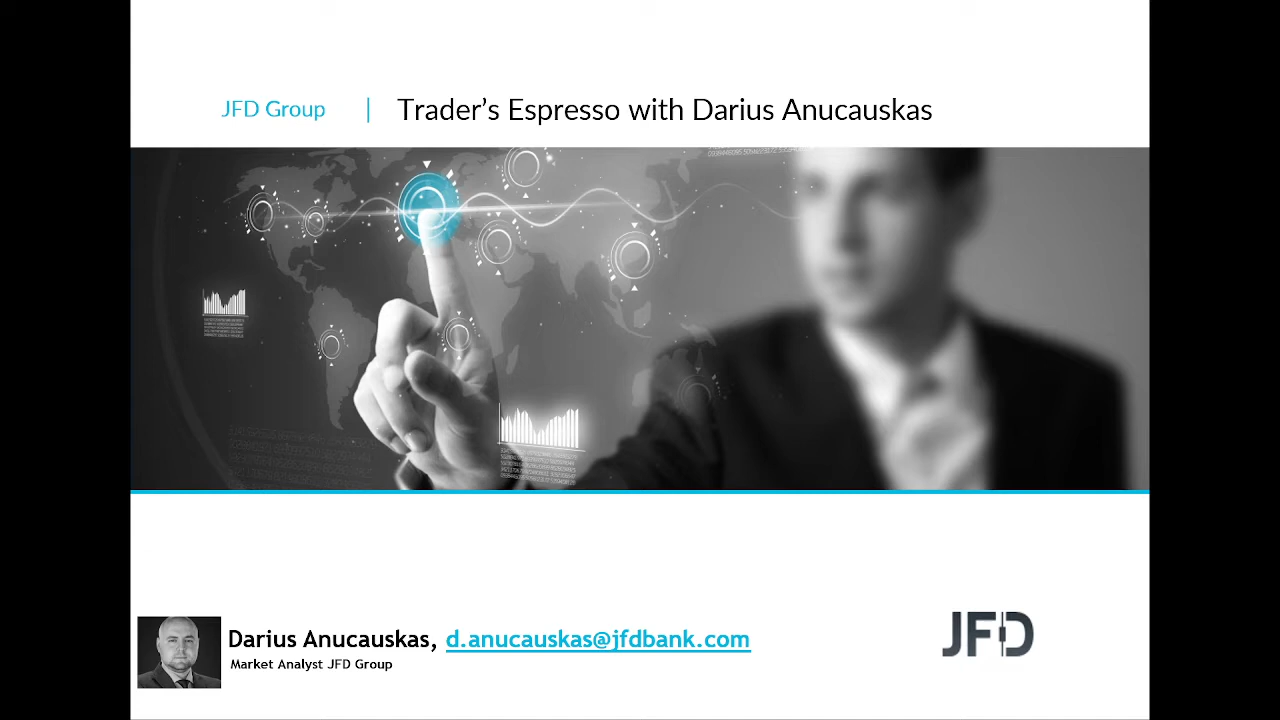 JFD Group | Trader’s Espresso with Darius Anucauskas
Darius Anucauskas, d.anucauskas@jfdbank.com
Market Analyst JFD Group
JFD